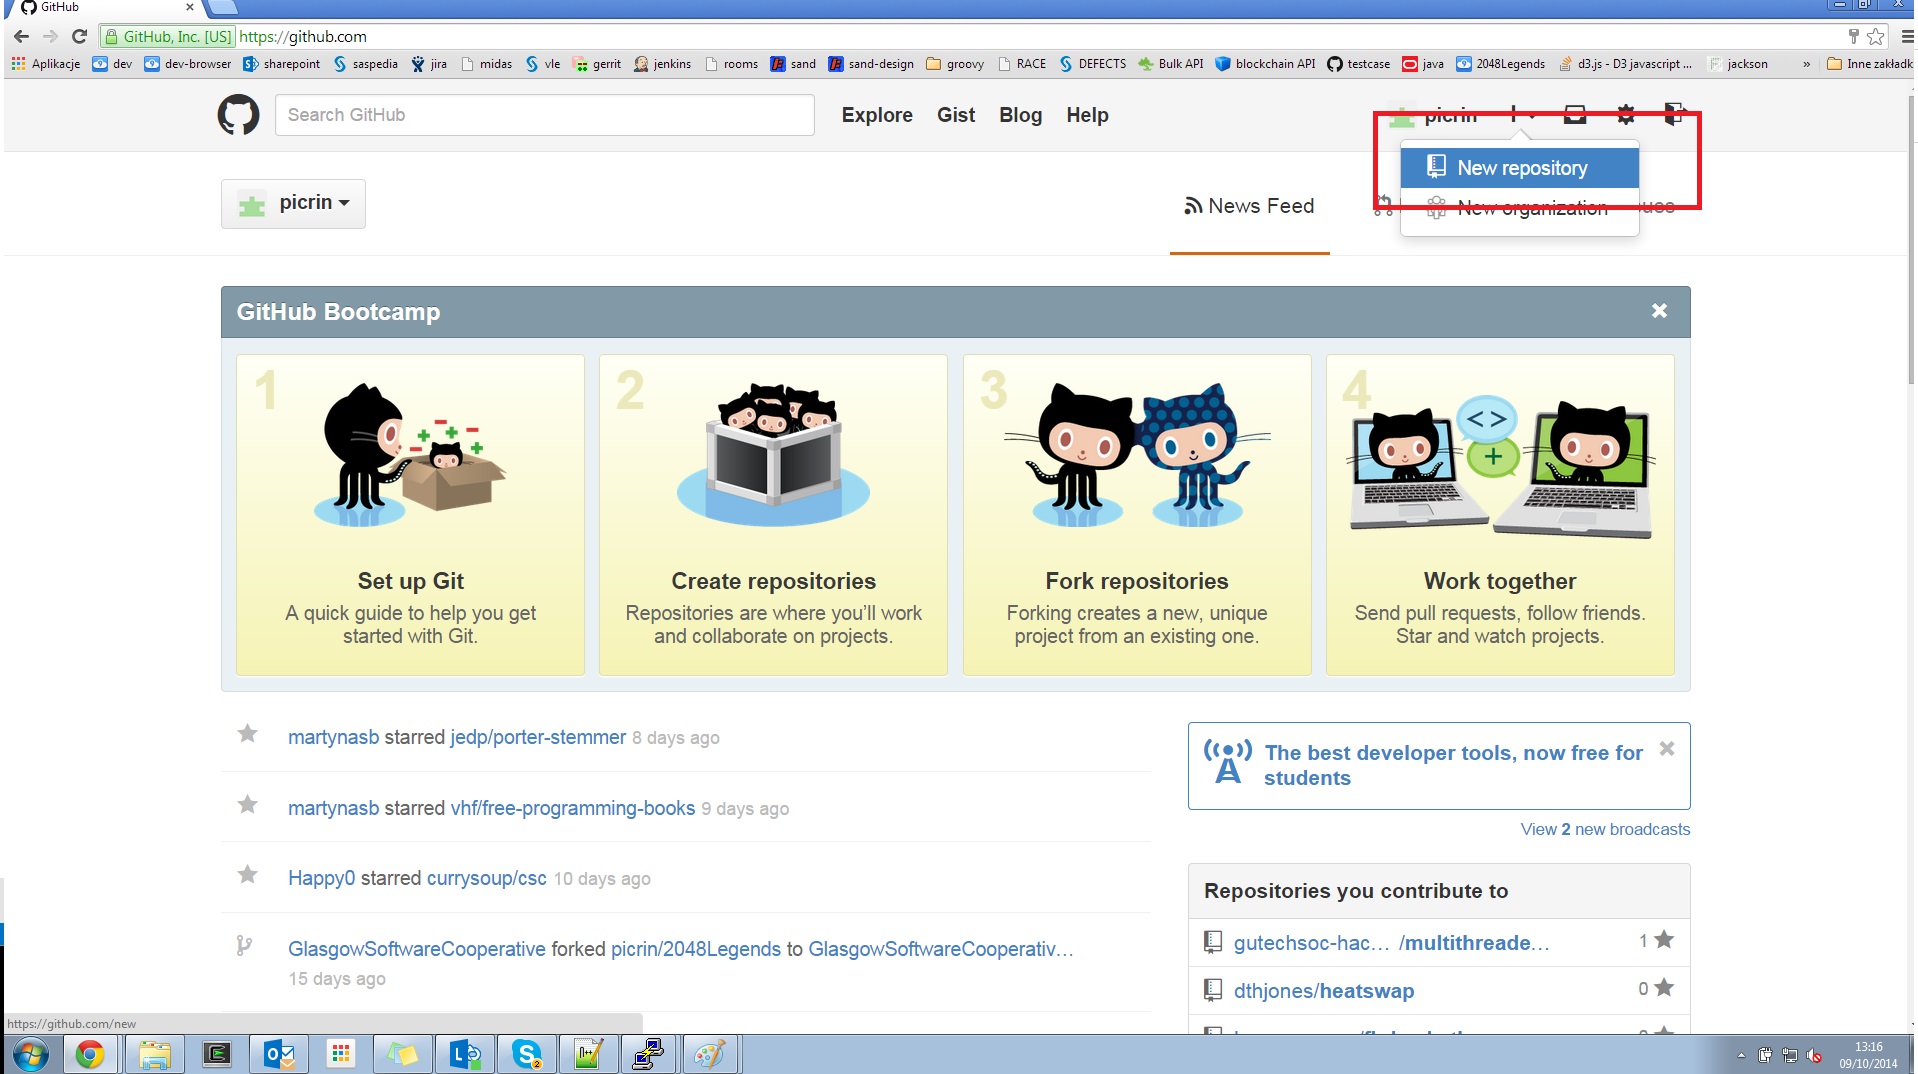 GitHub
GitHub, Inc. [US] https://github.com
Aplikacje dev dev-browser sharepoint saspedia jira midas vle gerrit jenkins rooms sand sand-design groovy RACE DEFECTS Bulk API blockchain API testcase java 2048Legends d3.js - D3 javascript ... jackson » Inne zakładk
Search GitHub
Explore Gist Blog Help
picrin
New repository
New organization
picrin
News Feed
GitHub Bootcamp
1
2
3
4
Set up Git
A quick guide to help you get
started with Git.
Create repositories
Repositories are where you’ll work
and collaborate on projects.
Fork repositories
Forking creates a new, unique
project from an existing one.
Work together
Send pull requests, follow friends.
Star and watch projects.
martynasb starred jedp/porter-stemmer 8 days ago
martynasb starred vhf/free-programming-books 9 days ago
Happy0 starred currysoup/csc 10 days ago
GlasgowSoftwareCooperative forked picrin/2048Legends to GlasgowSoftwareCooperativ…
15 days ago
The best developer tools, now free for
students
View 2 new broadcasts
Repositories you contribute to
gutechsoc-hac… /multithreade… 1
dthjones/heatswap 0
https://github.com/new
13:16
09/10/2014